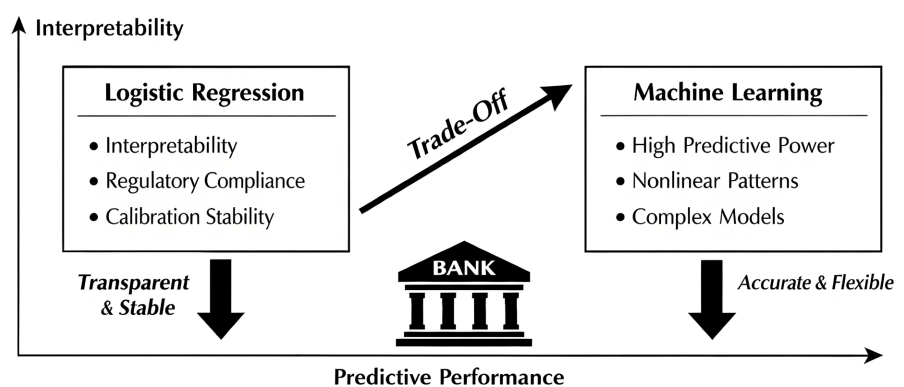 Interpretability
Logistic Regression
• Interpretability
• Regulatory Compliance
• Calibration Stability
Trade-Off
Machine Learning
• High Predictive Power
• Nonlinear Patterns
• Complex Models
Transparent
& Stable
BANK
Accurate & Flexible
Predictive Performance